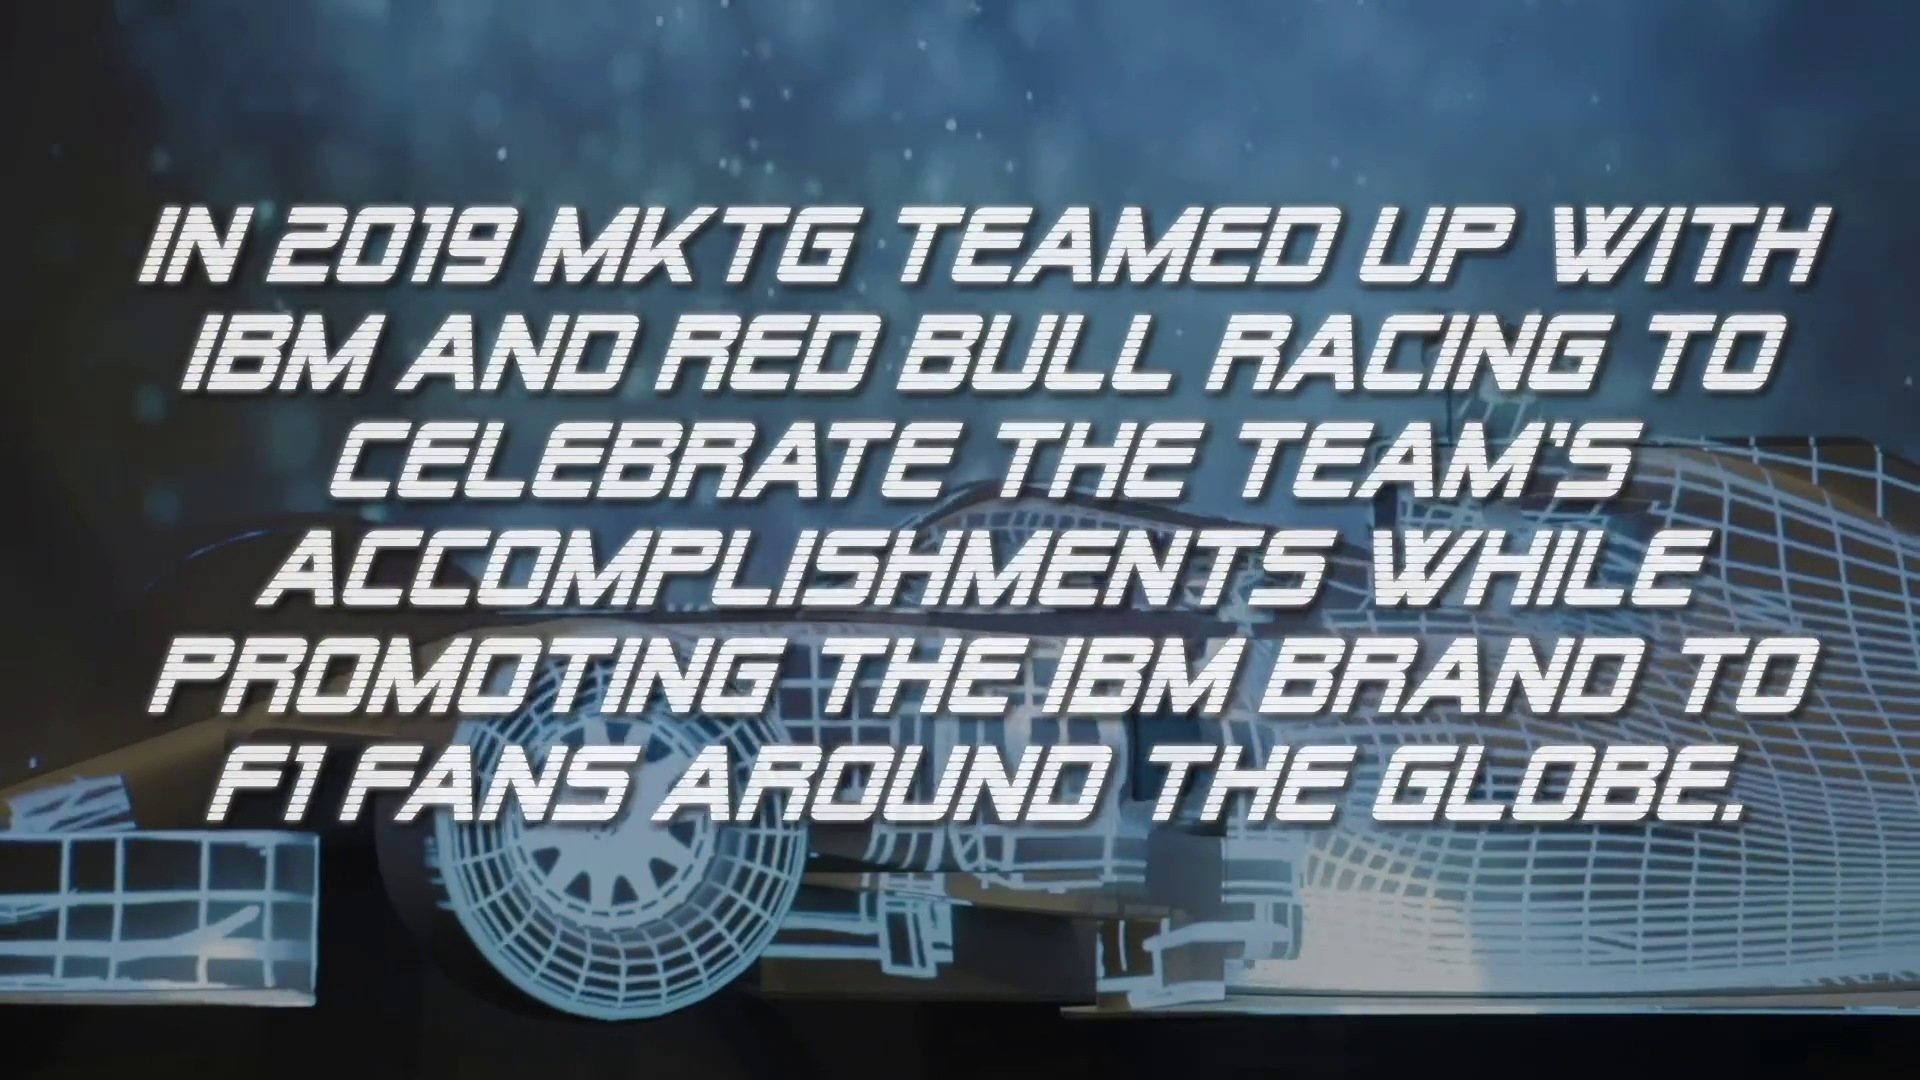 IN 2019 MKTG TEAMED UP WITH
IBM AND RED BULL RACING TO
CELEBRATE THE TEAM'S
ACCOMPLISHMENTS WHILE
PROMOTING THE IBM BRAND TO
F1 FANS AROUND THE GLOBE.